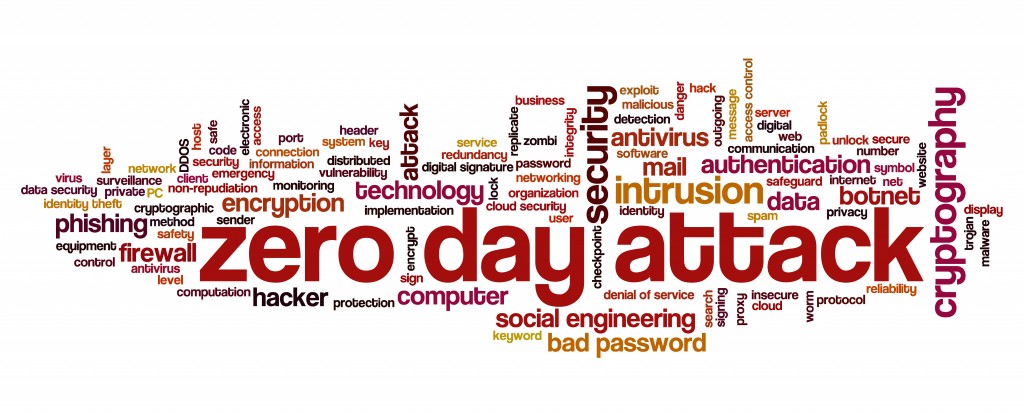 zero day attack
cryptography
security
intrusion
authentication
social engineering
bad password
technology
encryption
antivirus
phishing
firewall
hacker
computer
attack
mail
data
botnet
exploit
malicious
danger
hack
outgoing
message
access control
detection
server
digital
web
padlock
communication
unlock
secure
number
software
symbol
website
safeguard
internet
net
identity
spam
privacy
display
trojan
malware
reliability
business
replicate
zombi
integrity
service
redundancy
password
digital signature
networking
lock
organization
cloud security
user
implementation
checkpoint
header
system
key
port
connection
information
distributed
vulnerability
emergency
monitoring
electronic
access
safe
host
code
security
DDOS
client
non-repudiation
layer
network
virus
surveillance
data security
private
PC
identity theft
cryptographic
method
sender
safety
equipment
control
antivirus
level
computation
protection
encrypt
sign
denial of service
search
signing
proxy
insecure
cloud
worm
protocol
keyword